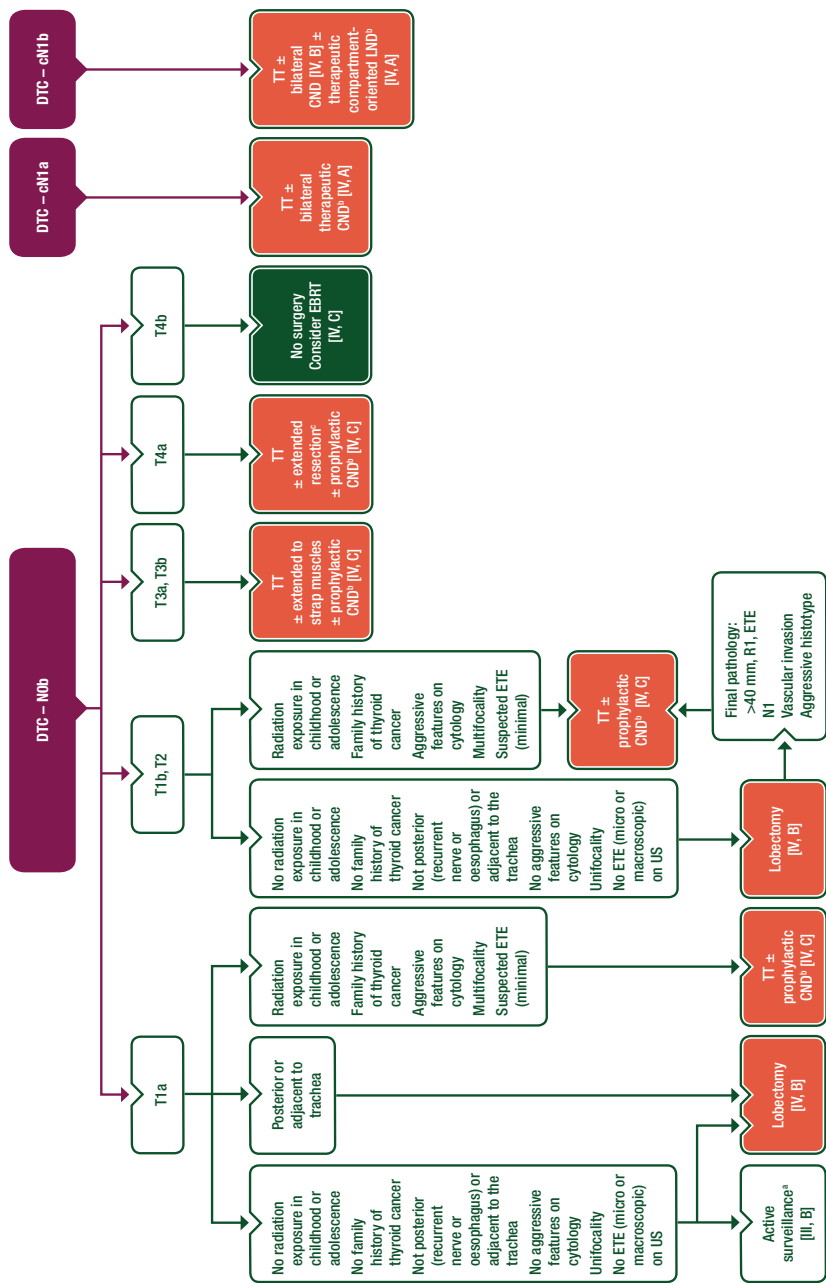 DTC – N0b
DTC – cN1a
DTC – cN1b
T1a
T1b, T2
T3a, T3b
T4a
T4b
No radiation
exposure in
childhood or
adolescence
No family
history of
thyroid cancer
Not posterior
(recurrent
nerve or
oesophagus) or
adjacent to the
trachea
No aggressive
features on
cytology
Unifocality
No ETE (micro or
macroscopic)
on US
Posterior or
adjacent to
trachea
Radiation
exposure in
childhood or
adolescence
Family history
of thyroid
cancer
Aggressive
features on
cytology
Multifocality
Suspected ETE
(minimal)
No radiation
exposure in
childhood or
adolescence
No family
history of
thyroid cancer
Not posterior
(recurrent
nerve or
oesophagus) or
adjacent to the
trachea
No aggressive
features on
cytology
Unifocality
No ETE (micro or
macroscopic)
on US
Radiation
exposure in
childhood or
adolescence
Family history
of thyroid
cancer
Aggressive
features on
cytology
Multifocality
Suspected ETE
(minimal)
TT
± extended to
strap muscles
± prophylactic
CNDᵇ [IV, C]
TT
± extended
resectionᶜ
± prophylactic
CNDᵇ [IV, C]
No surgery
Consider EBRT
[IV, C]
TT ±
bilateral
therapeutic
CNDᵇ [IV, A]
TT ±
bilateral
CND [IV, B] ±
therapeutic
compartment-
oriented LNDᵇ
[IV, A]
Active
surveillanceᵃ
[III, B]
Lobectomy
[IV, B]
TT ±
prophylactic
CNDᵇ [IV, C]
Lobectomy
[IV, B]
TT ±
prophylactic
CNDᵇ [IV, C]
Final pathology:
>40 mm, R1, ETE
N1
Vascular invasion
Aggressive histotype